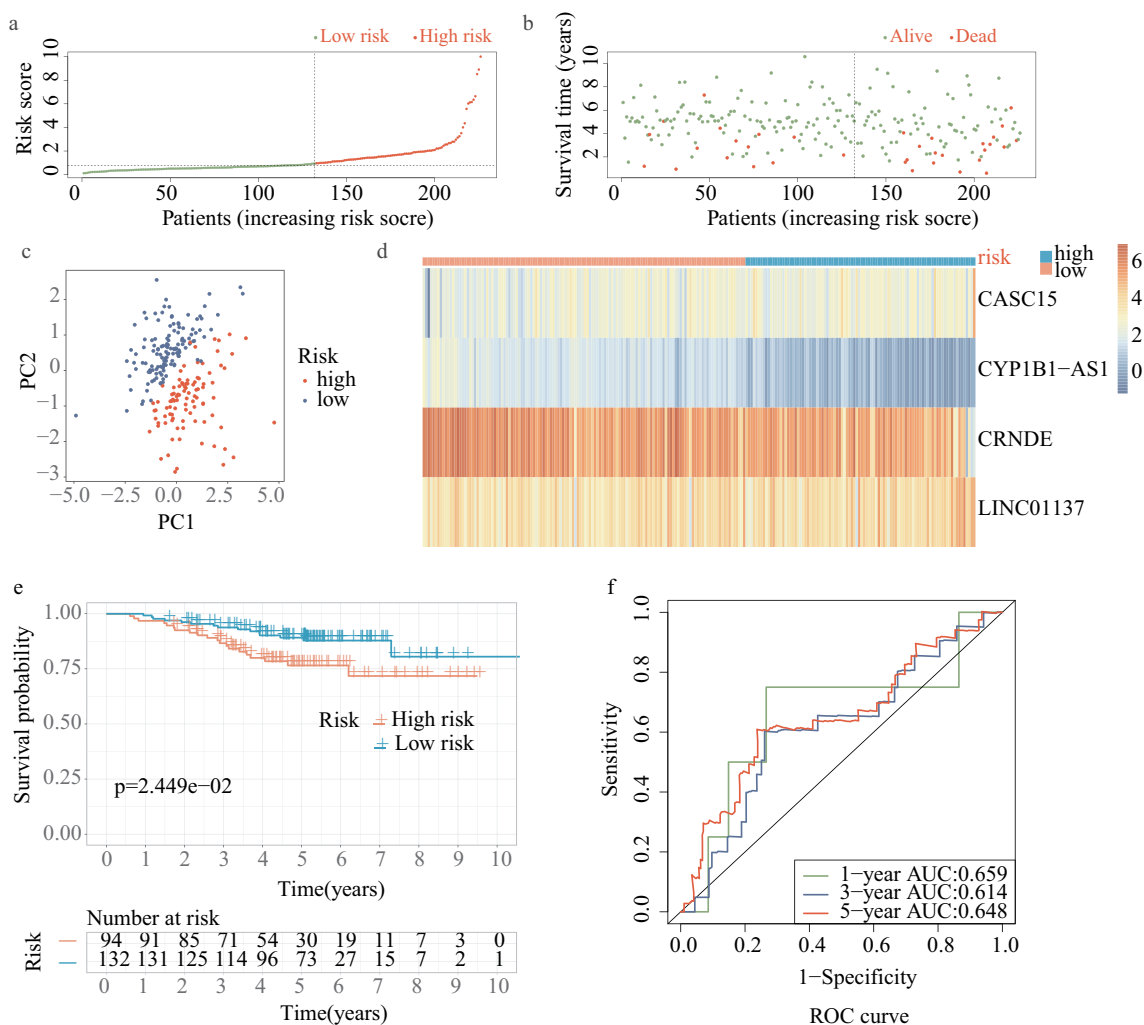 a
Low risk High risk
Risk score
0 2 4 6 8 10
0 50 100 150 200
Patients (increasing risk socre)
b
Alive Dead
Survival time (years)
2 4 6 8 10
0 50 100 150 200
Patients (increasing risk socre)
c
PC2
2
1
0
−1
−2
−3
−5.0 −2.5 0.0 2.5 5.0
PC1
Risk
high
low
d
risk
high
low
CASC15
CYP1B1−AS1
CRNDE
LINC01137
6
4
2
0
e
Survival probability
1.00
0.75
0.50
0.25
0.00
Risk High risk
Low risk
p=2.449e−02
0 1 2 3 4 5 6 7 8 9 10
Time(years)
Number at risk
Risk
94 91 85 71 54 30 19 11 7 3 0
132 131 125 114 96 73 27 15 7 2 1
0 1 2 3 4 5 6 7 8 9 10
Time(years)
f
Sensitivity
0.0 0.2 0.4 0.6 0.8 1.0
1−year AUC:0.659
3−year AUC:0.614
5−year AUC:0.648
0.0 0.2 0.4 0.6 0.8 1.0
1−Specificity
ROC curve